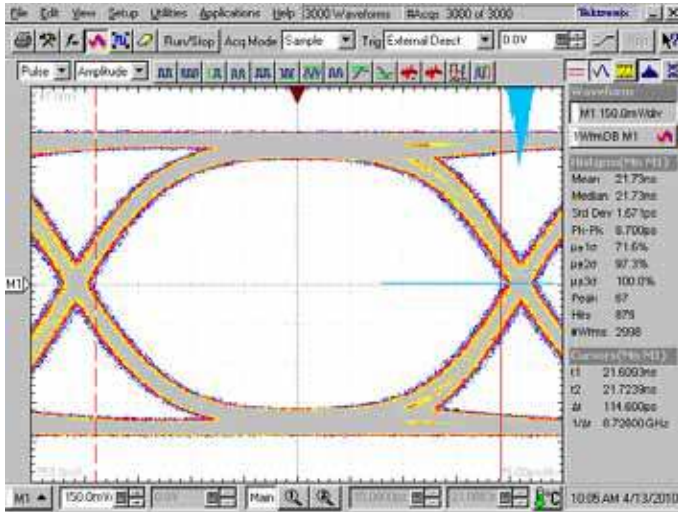 File Edit View Setup Utilities Applications Help 3000 Waveforms #Acqs 3000 of 3000 Tektronix
Run/Stop Acq Mode Sample Trig External Direct 0.0V
Pulse Amplitude
Waveform
M1 150.0mV/div
WfmDB M1
Mean 21.73ns
Median 21.73ns
Std Dev 1.671ps
Pk-Pk 8.700ps
µ±1σ 71.6%
µ±2σ 97.3%
µ±3σ 100.0%
Peak 67
Hits 879
#Wfms 2998
M1
Cursors(Mn M1)
t1 21.6093ns
t2 21.7239ns
Δt 114.600ps
1/Δt 8.72600GHz
M1 150.0mV/ Main °C 10:05 AM 4/13/2010